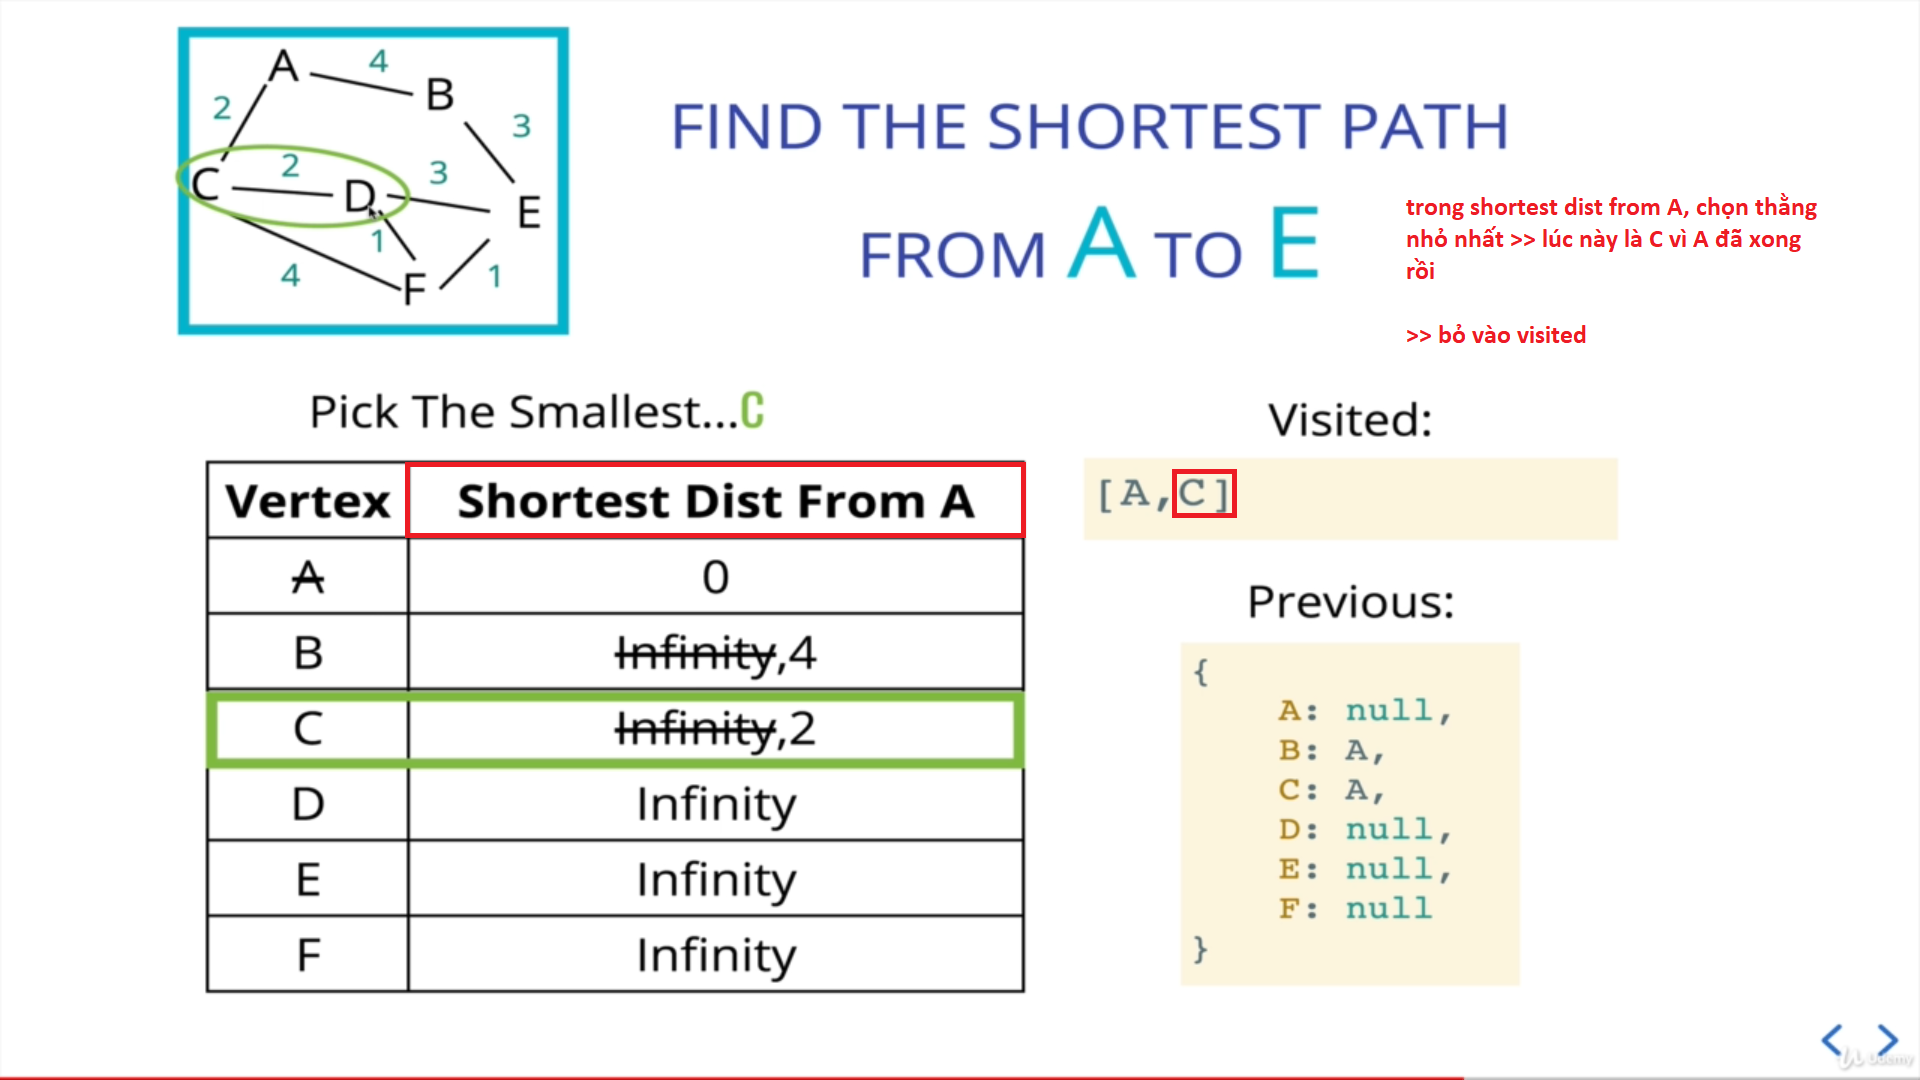 A
4
B
2
3
C
2
D
3
E
1
4
F
1
FIND THE SHORTEST PATH
FROM A TO E
trong shortest dist from A, chọn thằng
nhỏ nhất >> lúc này là C vì A đã xong
rồi
>> bỏ vào visited
Pick The Smallest...C
Vertex Shortest Dist From A
A 0
B Infinity,4
C Infinity,2
D Infinity
E Infinity
F Infinity
Visited:
[A,C]
Previous:
{
A: null,
B: A,
C: A,
D: null,
E: null,
F: null
}
< >
Udemy